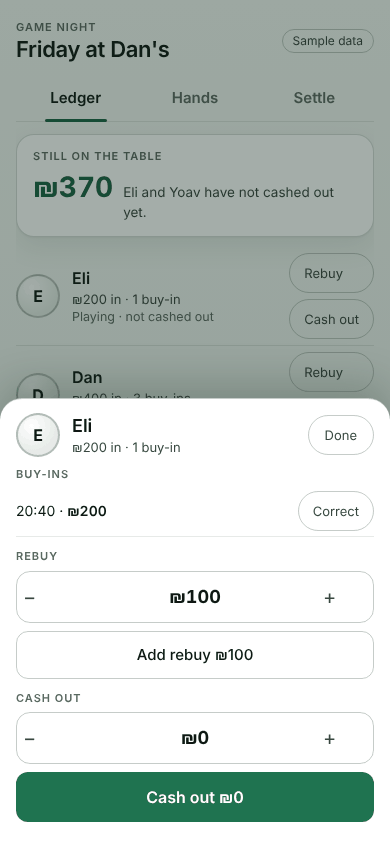 GAME NIGHT
Friday at Dan's
Sample data
Ledger
Hands
Settle
STILL ON THE TABLE
₪370
Eli and Yoav have not cashed out
yet.
E
Eli
₪200 in · 1 buy-in
Playing · not cashed out
Rebuy
Cash out
D
Dan
Rebuy
E
Eli
₪200 in · 1 buy-in
Done
BUY-INS
20:40 · ₪200
Correct
REBUY
− ₪100 +
Add rebuy ₪100
CASH OUT
− ₪0 +
Cash out ₪0